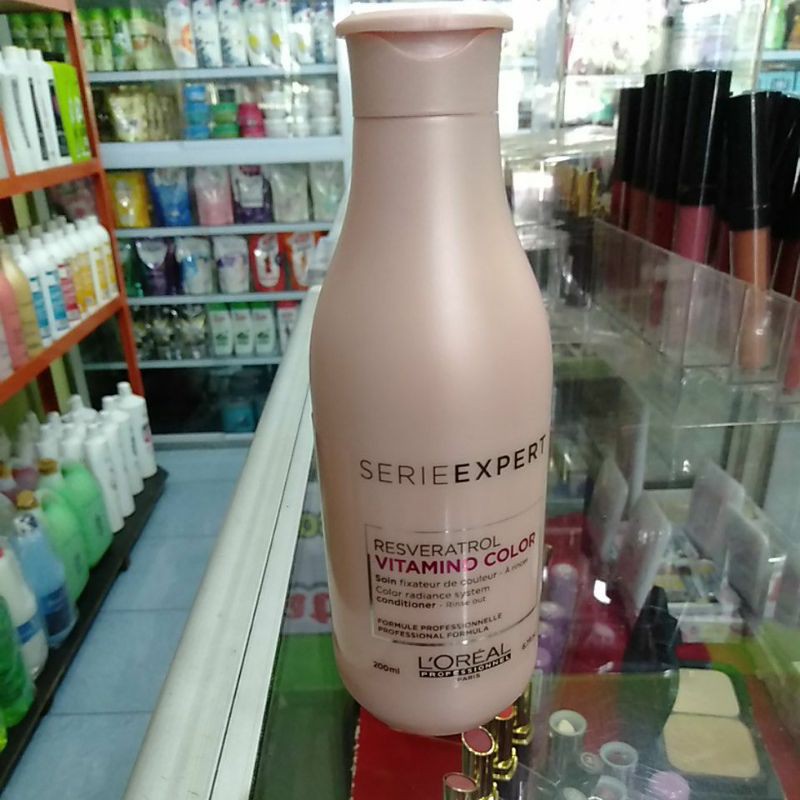 SERIEEXPERT
RESVERATROL
VITAMINO COLOR
Soin fixateur de couleur - À rincer
Color radiance system
conditioner - Rinse out
FORMULE PROFESSIONNELLE
PROFESSIONAL FORMULA
200ml
L'ORÉAL
PROFESSIONNEL
PARIS